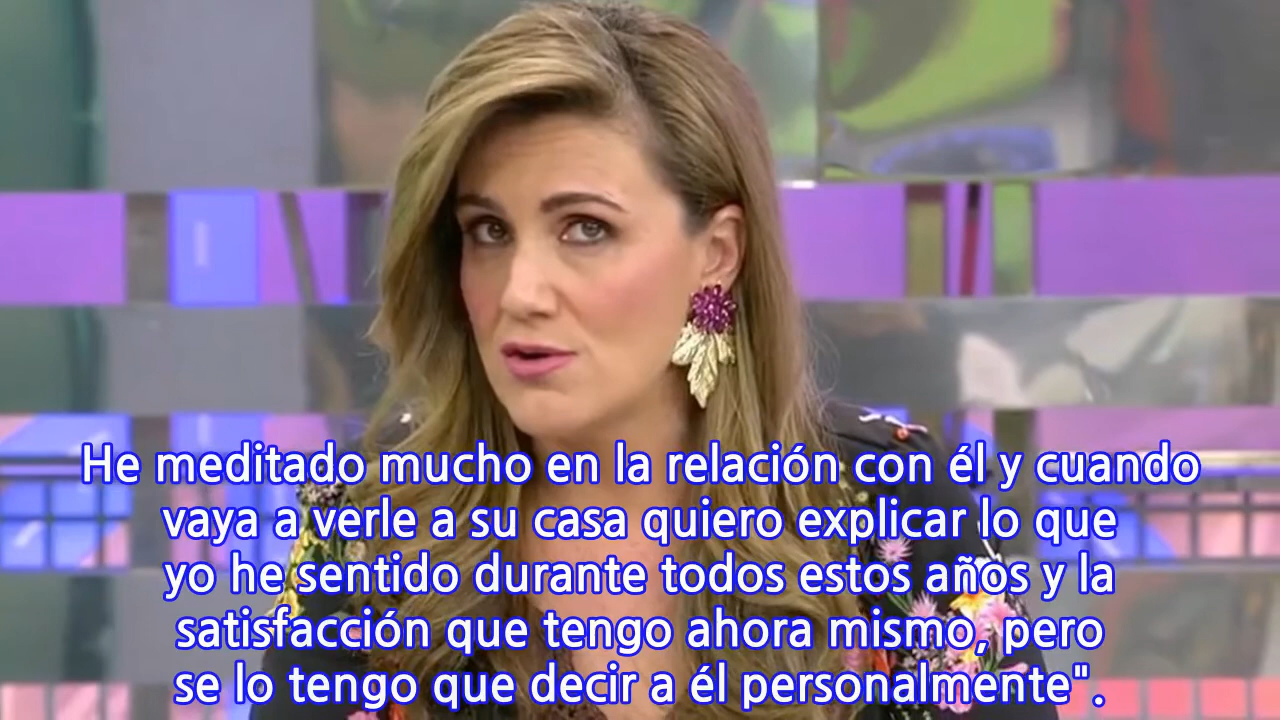 He meditado mucho en la relación con él y cuando
vaya a verle a su casa quiero explicar lo que
yo he sentido durante todos estos años y la
satisfacción que tengo ahora mismo, pero
se lo tengo que decir a él personalmente".